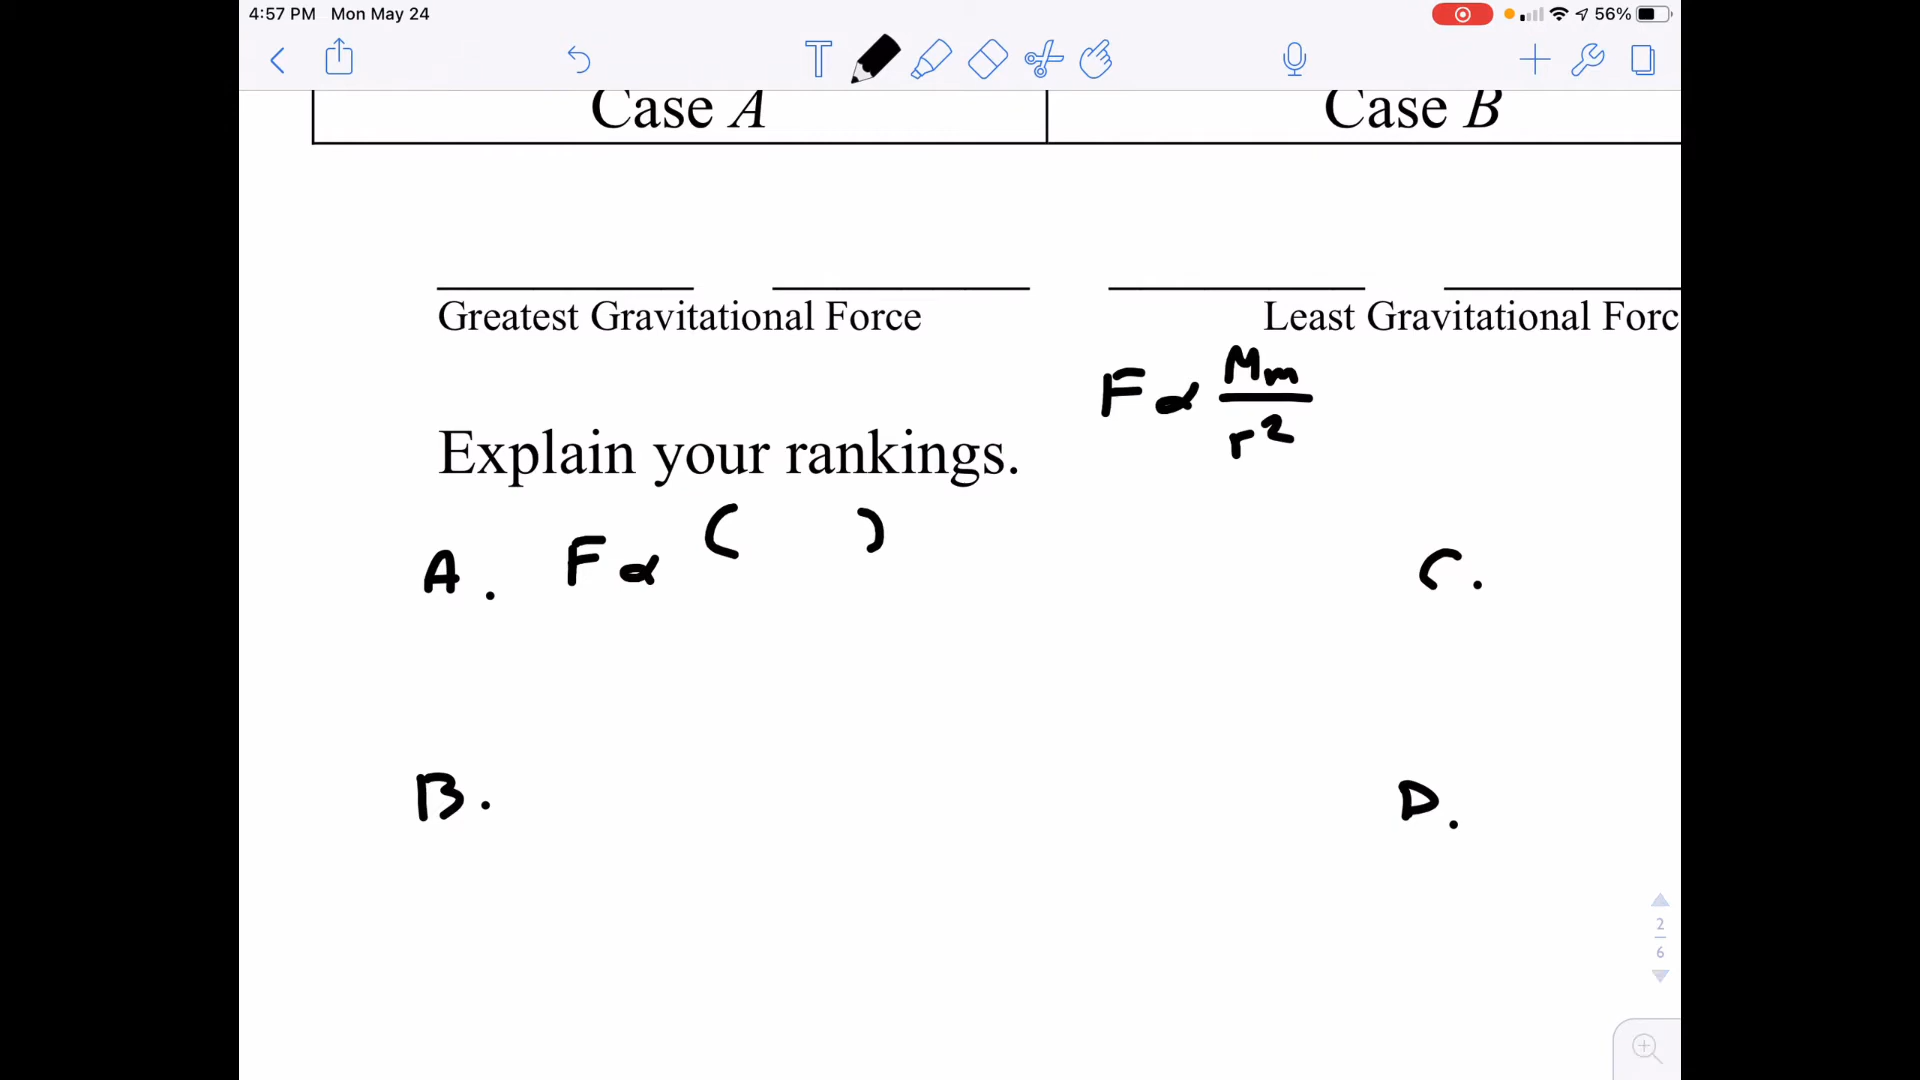 4:57 PM Mon May 24 56%
T
Case A Case B
Greatest Gravitational Force Least Gravitational Forc
F ∝ Mm
r²
Explain your rankings.
A. F ∝ ( ) C.
B. D.
2
6